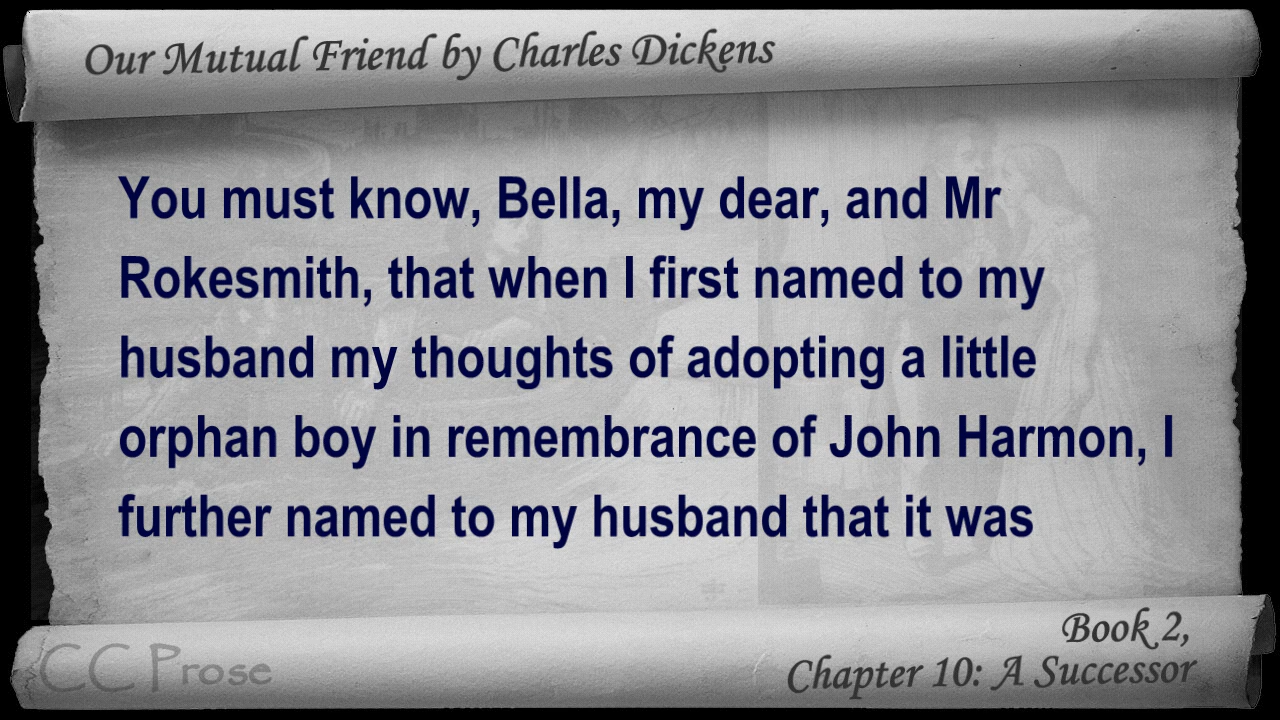 Our Mutual Friend by Charles Dickens
You must know, Bella, my dear, and Mr
Rokesmith, that when I first named to my
husband my thoughts of adopting a little
orphan boy in remembrance of John Harmon, I
further named to my husband that it was
Book 2,
CC Prose
Chapter 10: A Successor